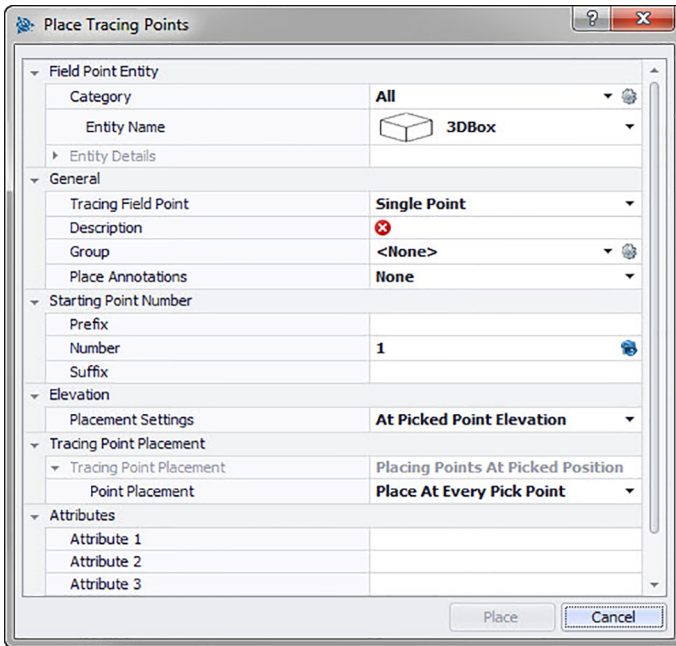 Place Tracing Points
Field Point Entity
Category All
Entity Name 3DBox
Entity Details
General
Tracing Field Point Single Point
Description
Group <None>
Place Annotations None
Starting Point Number
Prefix
Number 1
Suffix
Elevation
Placement Settings At Picked Point Elevation
Tracing Point Placement
Tracing Point Placement Placing Points At Picked Position
Point Placement Place At Every Pick Point
Attributes
Attribute 1
Attribute 2
Attribute 3
Place Cancel